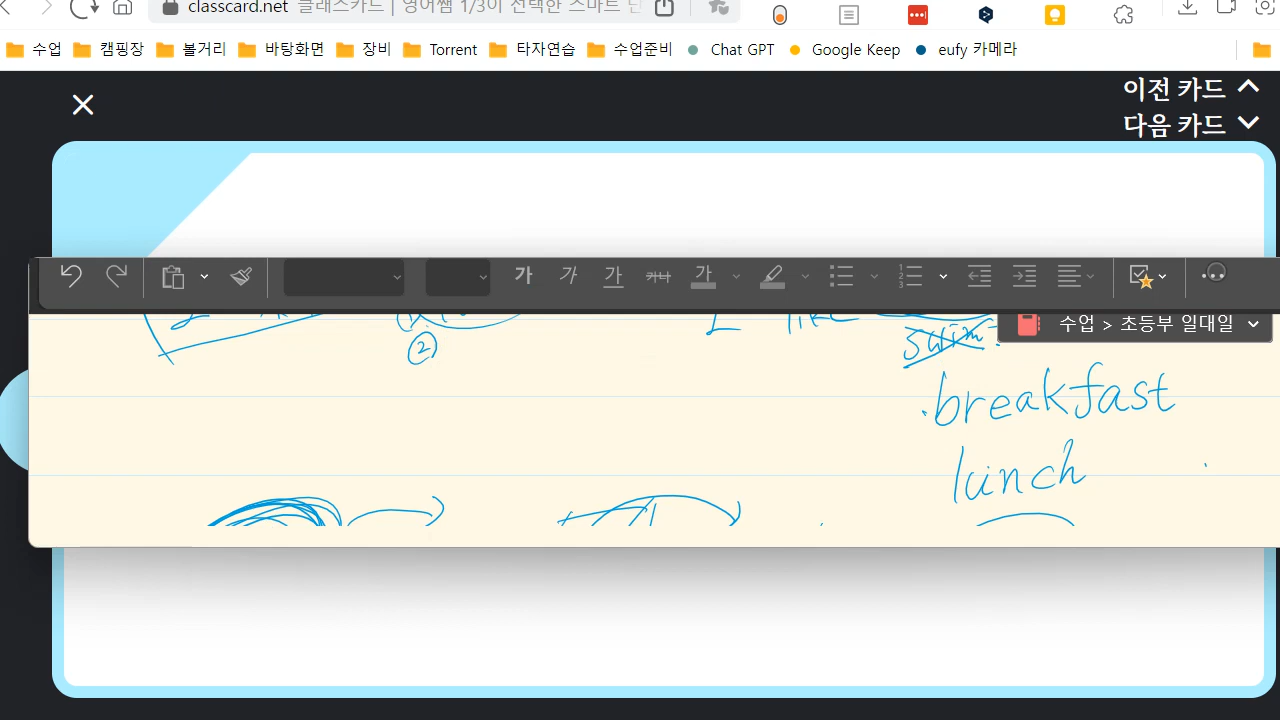 classcard.net 클래스카드 | 영어쌤 1/3이 선택한 스마트 단
수업 캠핑장 볼거리 바탕화면 장비 Torrent 타자연습 수업준비 Chat GPT Google Keep eufy 카메라
이전 카드
다음 카드
가 가 가 가나 가
수업 > 초등부 일대일
I like
②
swim
.breakfast
lunch